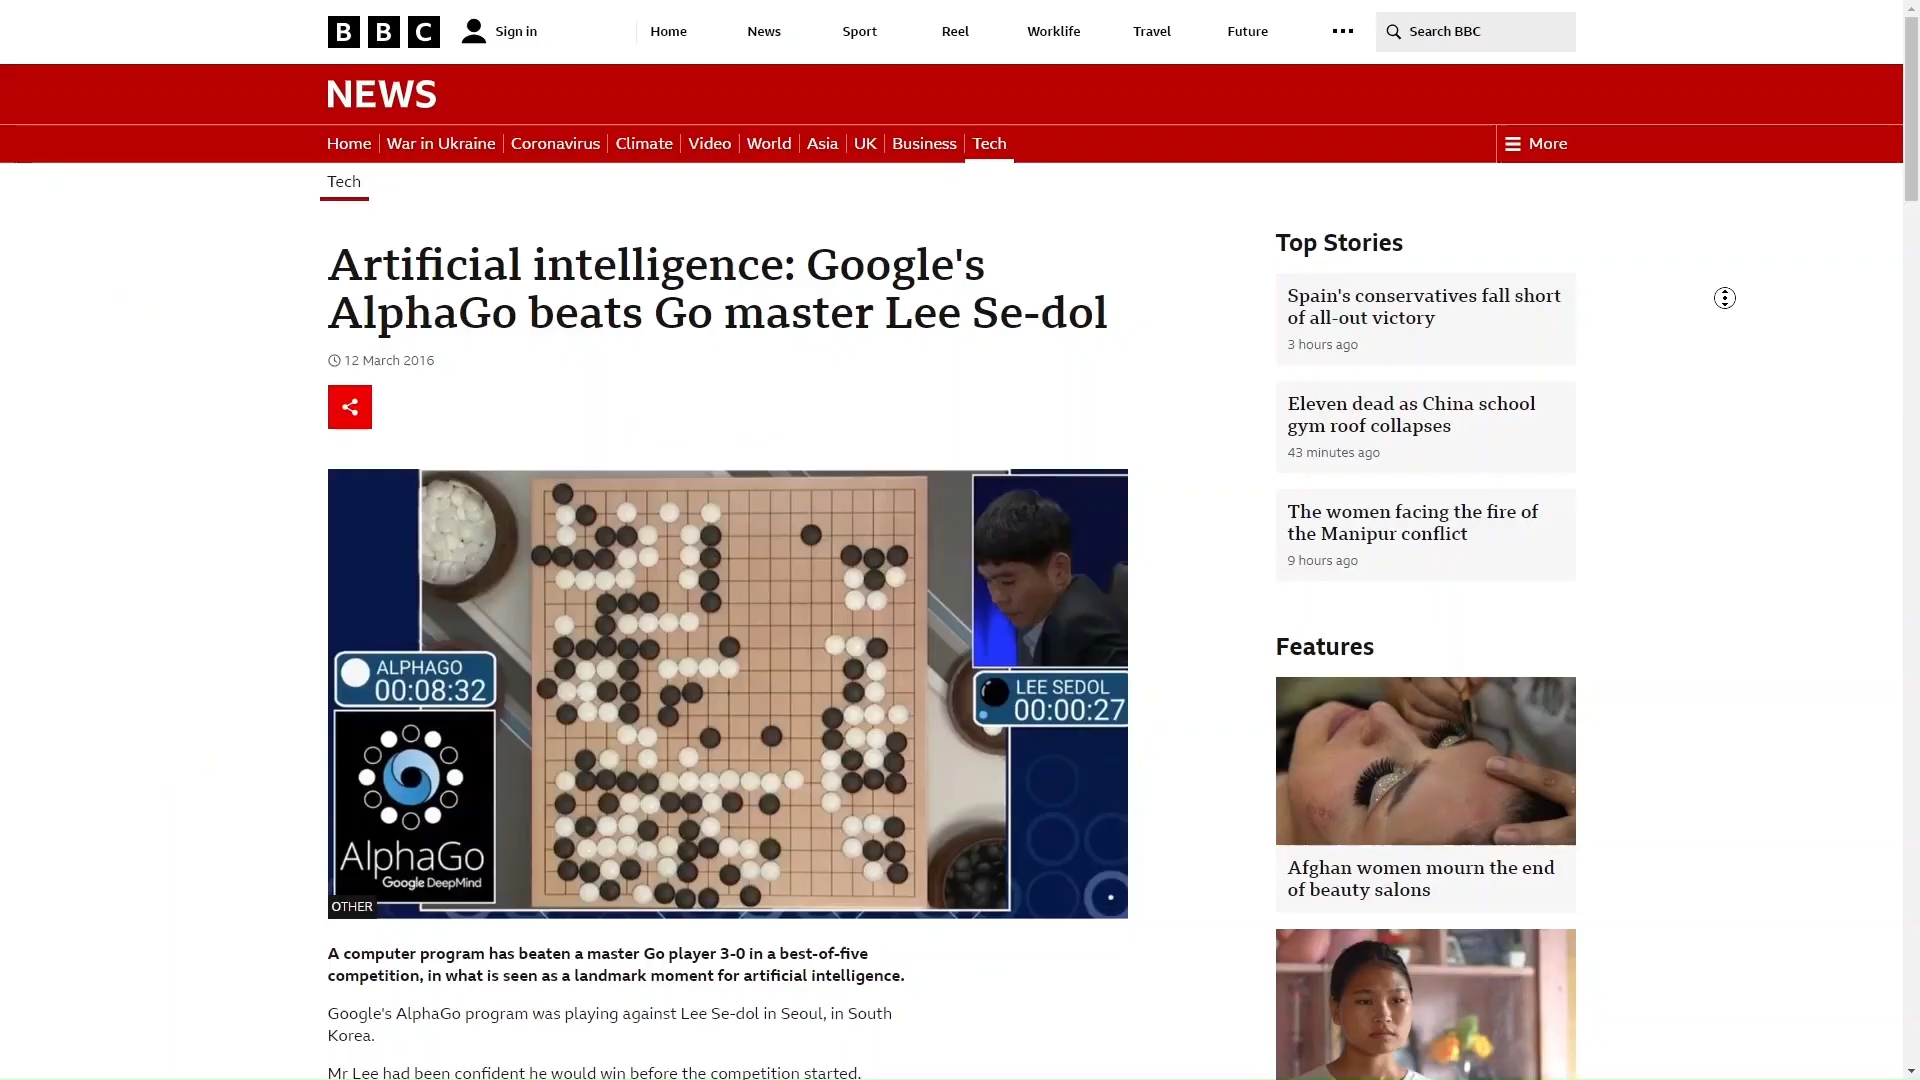 BBC
Sign in
Home
News
Sport
Reel
Worklife
Travel
Future
Search BBC
NEWS
Home
War in Ukraine
Coronavirus
Climate
Video
World
Asia
UK
Business
Tech
More
Tech
Artificial intelligence: Google's
AlphaGo beats Go master Lee Se-dol
12 March 2016
ALPHAGO
00:08:32
LEE SEDOL
00:00:27
AlphaGo
Google DeepMind
OTHER
A computer program has beaten a master Go player 3-0 in a best-of-five
competition, in what is seen as a landmark moment for artificial intelligence.
Google's AlphaGo program was playing against Lee Se-dol in Seoul, in South
Korea.
Mr Lee had been confident he would win before the competition started.
Top Stories
Spain's conservatives fall short
of all-out victory
3 hours ago
Eleven dead as China school
gym roof collapses
43 minutes ago
The women facing the fire of
the Manipur conflict
9 hours ago
Features
Afghan women mourn the end
of beauty salons